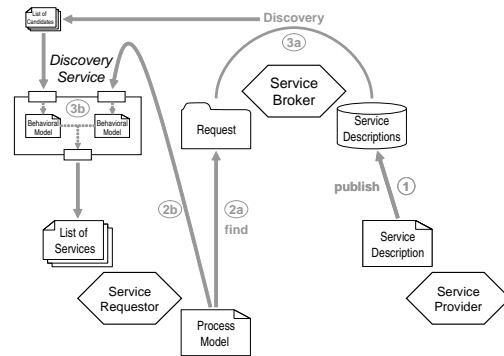 List of
Candidates
Discovery
3a
Discovery
Service
3b
Behavioral
Model
Behavioral
Model
Request
Service
Broker
Service
Descriptions
publish
1
2b
2a
find
List of
Services
Service
Description
Service
Requestor
Process
Model
Service
Provider